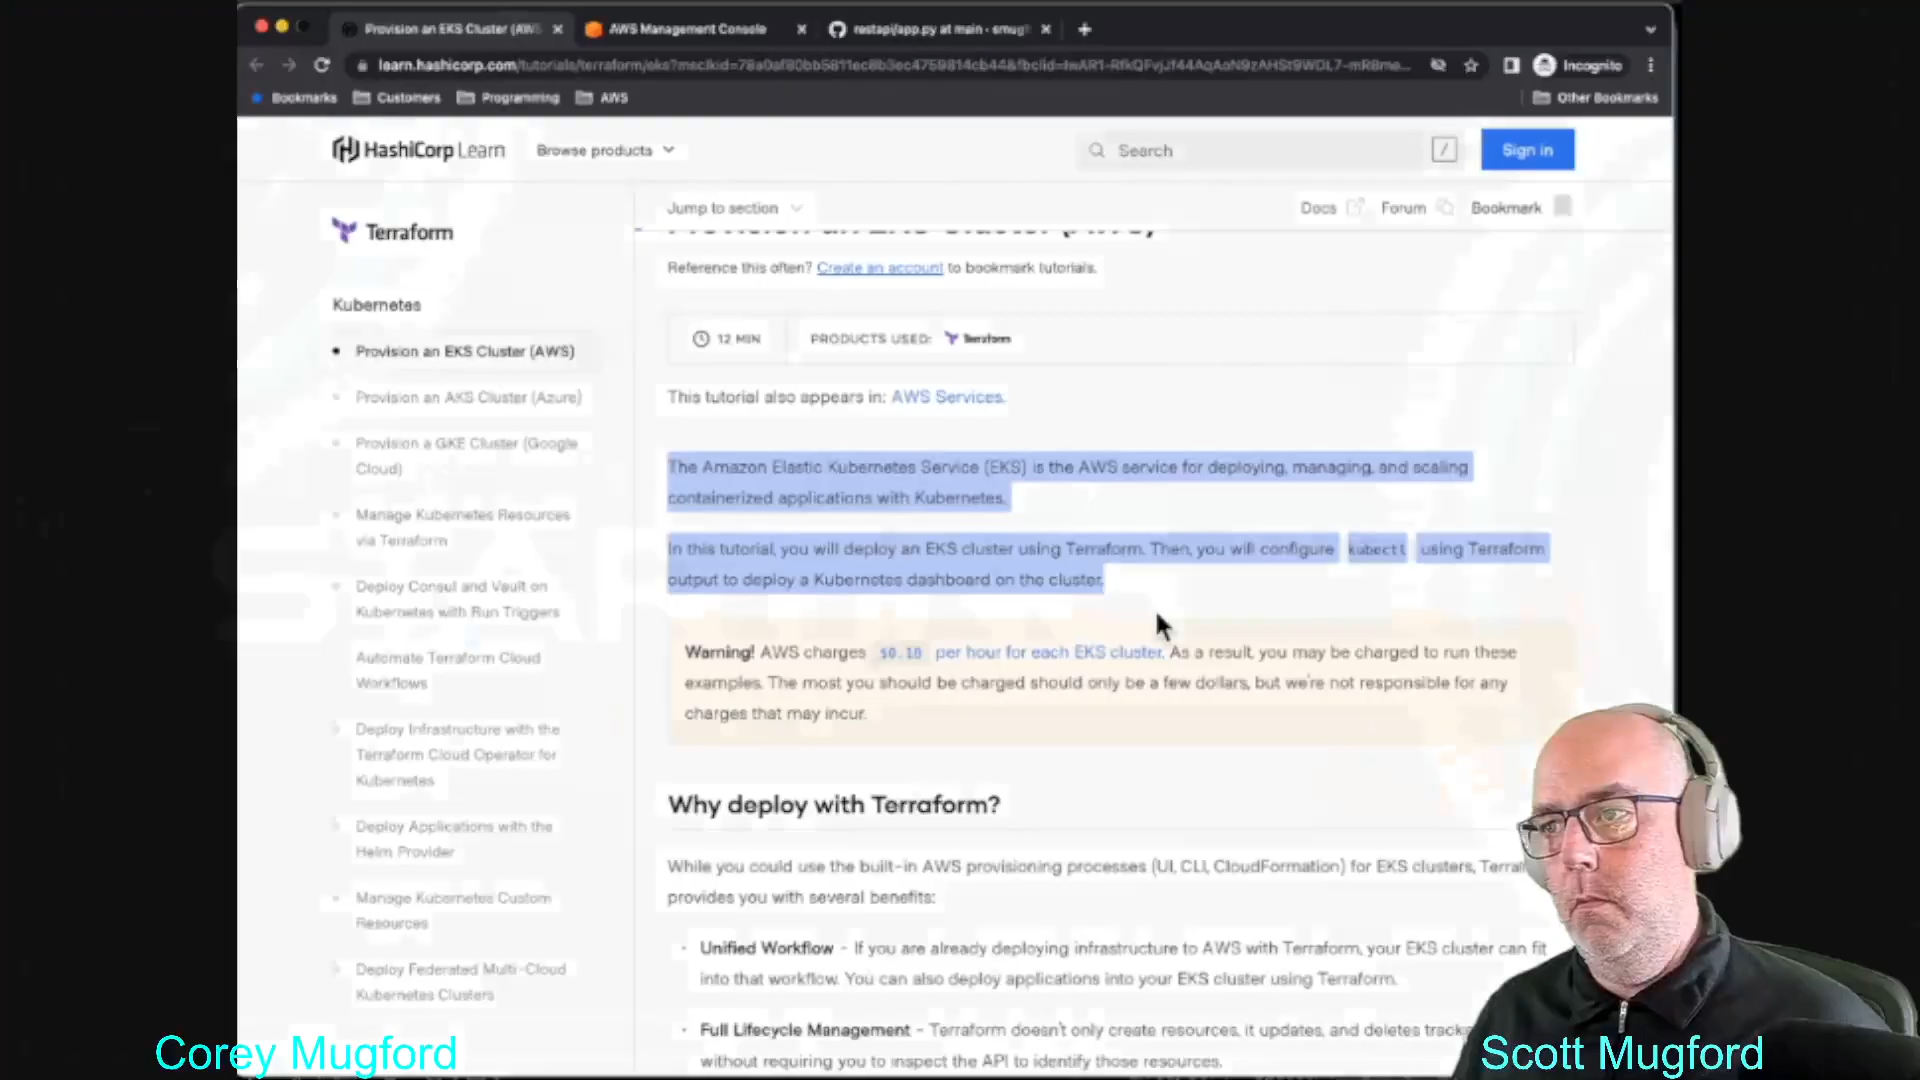 Provision an EKS Cluster (AWS
AWS Management Console
restapi/app.py at main · smug
Incognito
Bookmarks
Customers
Programming
AWS
Other Bookmarks
HashiCorp Learn
Browse products
Search
/
Sign in
Jump to section
Docs
Forum
Bookmark
Terraform
Provision an EKS Cluster (AWS)
Reference this often? Create an account to bookmark tutorials.
Kubernetes
12 MIN
PRODUCTS USED:
Terraform
Provision an EKS Cluster (AWS)
Provision an AKS Cluster (Azure)
Provision a GKE Cluster (Google
Cloud)
Manage Kubernetes Resources
via Terraform
Deploy Consul and Vault on
Kubernetes with Run Triggers
Automate Terraform Cloud
Workflows
Deploy Infrastructure with the
Terraform Cloud Operator for
Kubernetes
Deploy Applications with the
Helm Provider
Manage Kubernetes Custom
Resources
Deploy Federated Multi-Cloud
Kubernetes Clusters
This tutorial also appears in: AWS Services.
The Amazon Elastic Kubernetes Service (EKS) is the AWS service for deploying, managing, and scaling
containerized applications with Kubernetes.
In this tutorial, you will deploy an EKS cluster using Terraform. Then, you will configure kubectl using Terraform
output to deploy a Kubernetes dashboard on the cluster.
Warning! AWS charges $0.10 per hour for each EKS cluster. As a result, you may be charged to run these
examples. The most you should be charged should only be a few dollars, but we're not responsible for any
charges that may incur.
Why deploy with Terraform?
While you could use the built-in AWS provisioning processes (UI, CLI, CloudFormation) for EKS clusters, Terra
provides you with several benefits:
Unified Workflow - If you are already deploying infrastructure to AWS with Terraform, your EKS cluster can fit
into that workflow. You can also deploy applications into your EKS cluster using Terraform.
Full Lifecycle Management - Terraform doesn't only create resources, it updates, and deletes tracke
without requiring you to inspect the API to identify those resources.
Corey Mugford
Scott Mugford